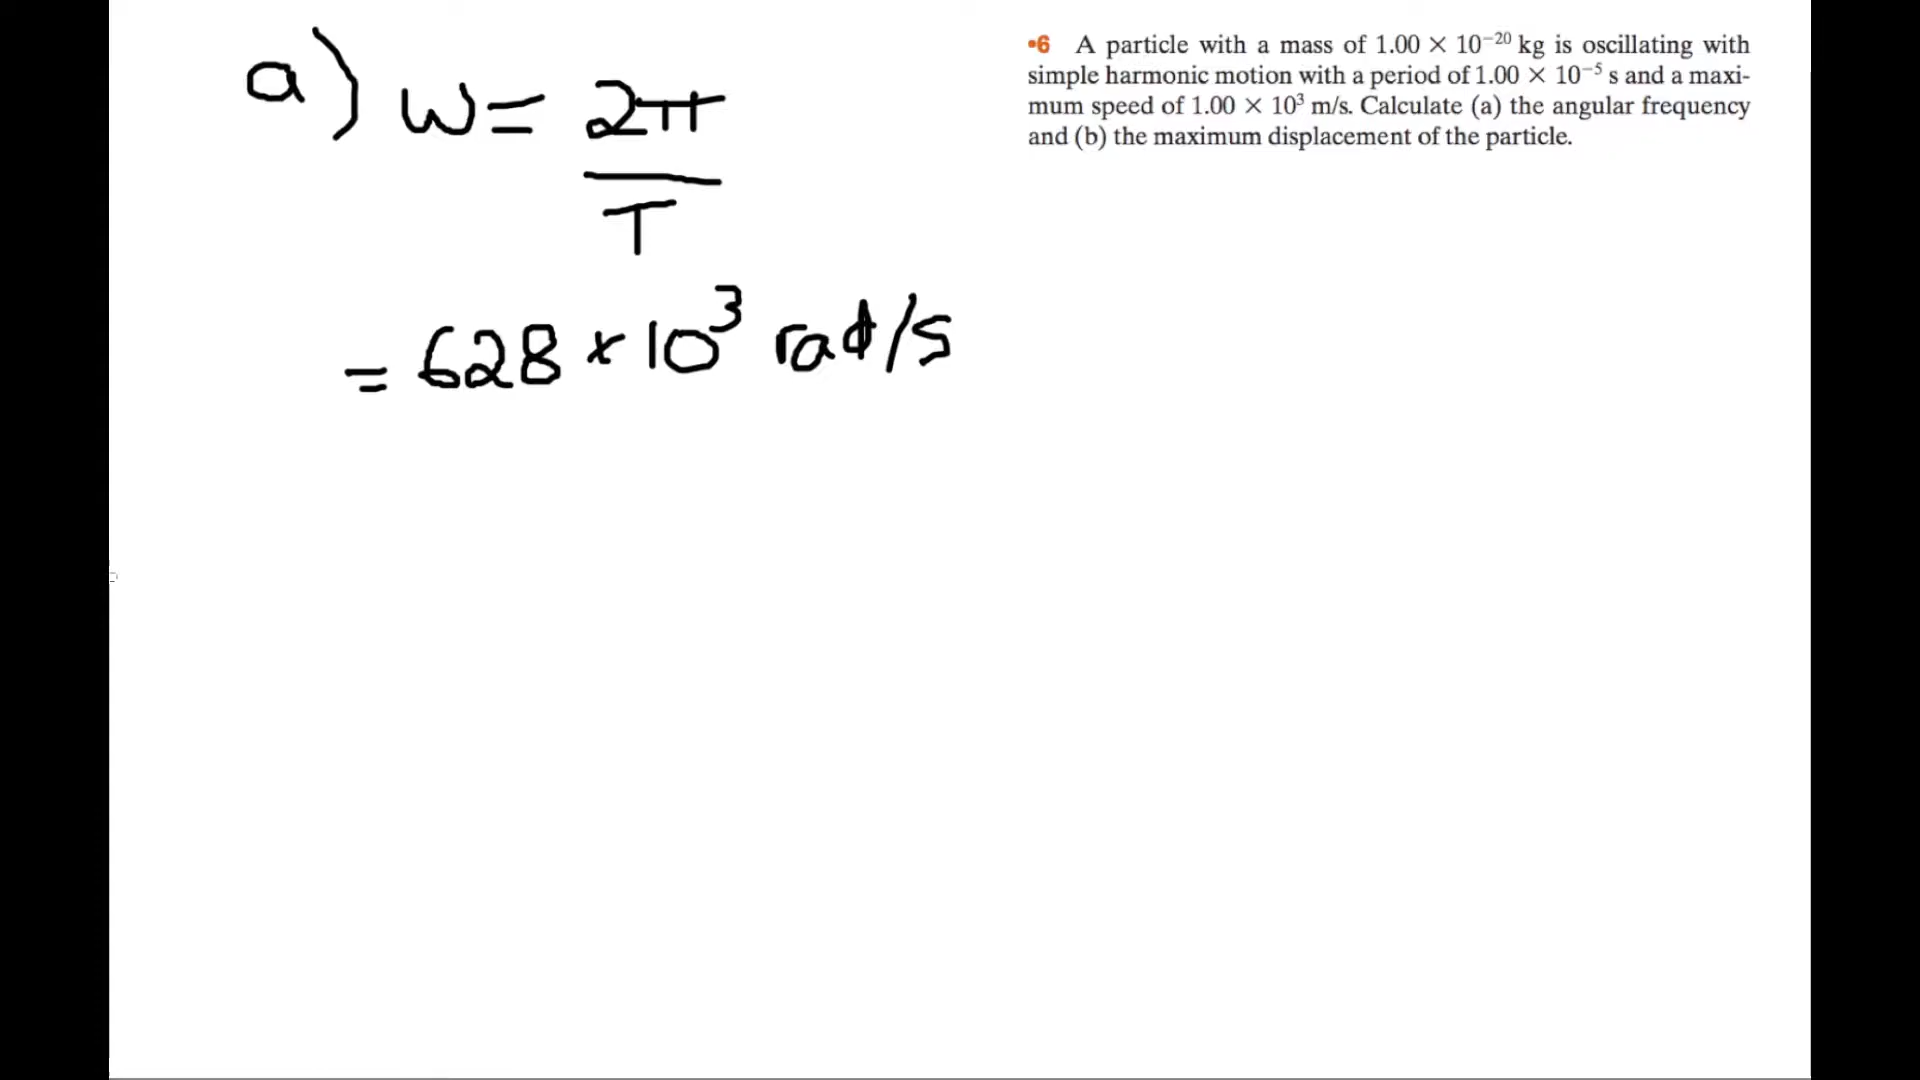 a) ω = 2π
T
= 628 × 10³ rad/s
•6 A particle with a mass of 1.00 × 10⁻²⁰ kg is oscillating with
simple harmonic motion with a period of 1.00 × 10⁻⁵ s and a maxi-
mum speed of 1.00 × 10³ m/s. Calculate (a) the angular frequency
and (b) the maximum displacement of the particle.